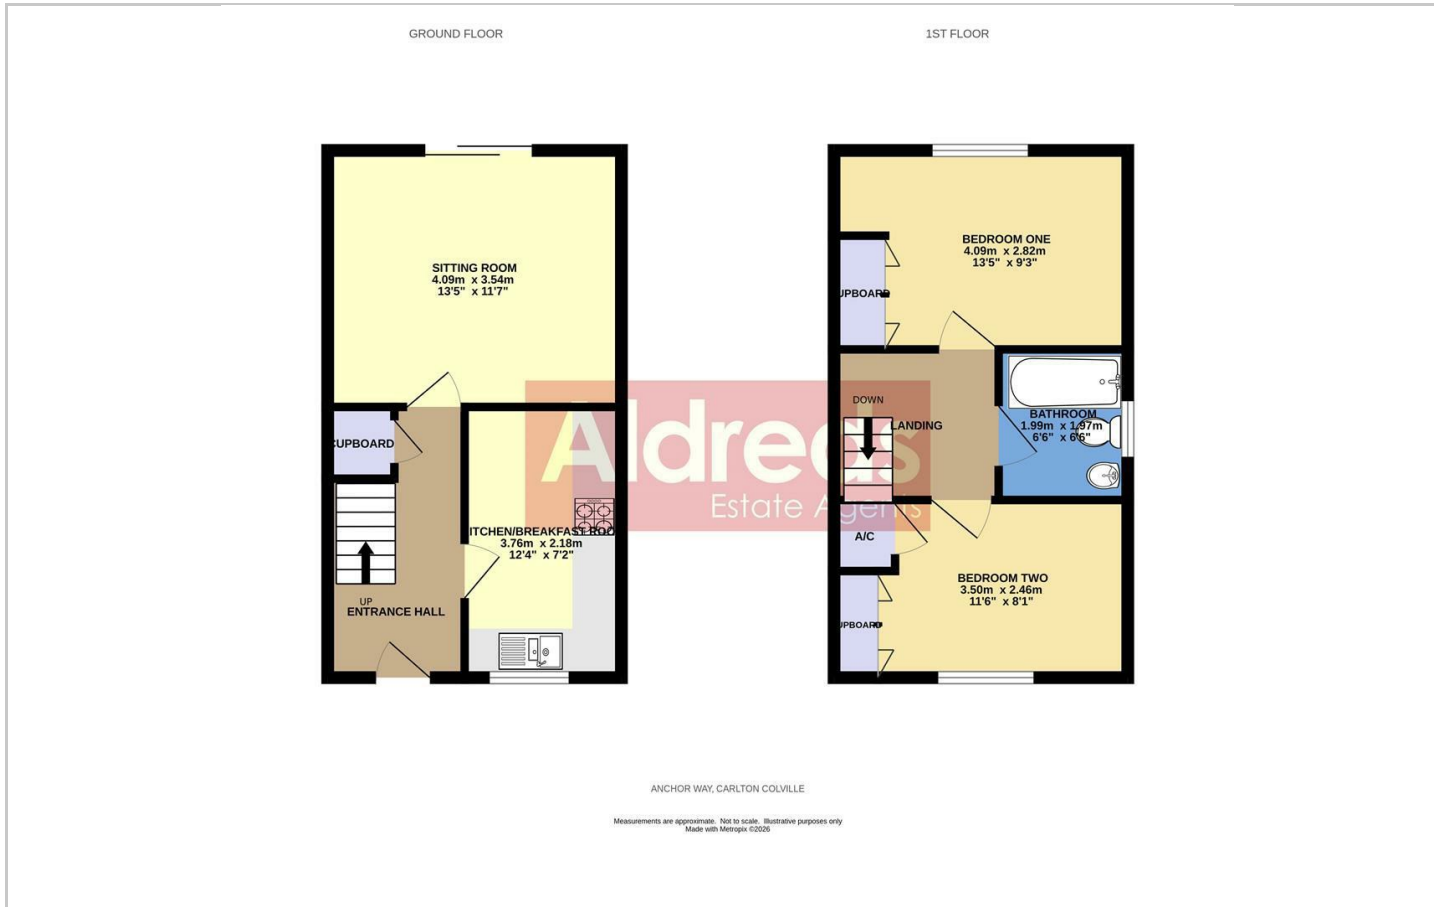 GROUND FLOOR
1ST FLOOR
SITTING ROOM
4.09m x 3.54m
13'5" x 11'7"
CUPBOARD
KITCHEN/BREAKFAST ROOM
3.76m x 2.18m
12'4" x 7'2"
UP
ENTRANCE HALL
BEDROOM ONE
4.09m x 2.82m
13'5" x 9'3"
UPBOARD
DOWN
LANDING
BATHROOM
1.99m x 1.97m
6'6" x 6'5"
A/C
BEDROOM TWO
3.50m x 2.46m
11'6" x 8'1"
UPBOARD
Aldreds
Estate Agents
ANCHOR WAY, CARLTON COLVILLE
Measurements are approximate. Not to scale. Illustrative purposes only
Made with Metropix ©2026